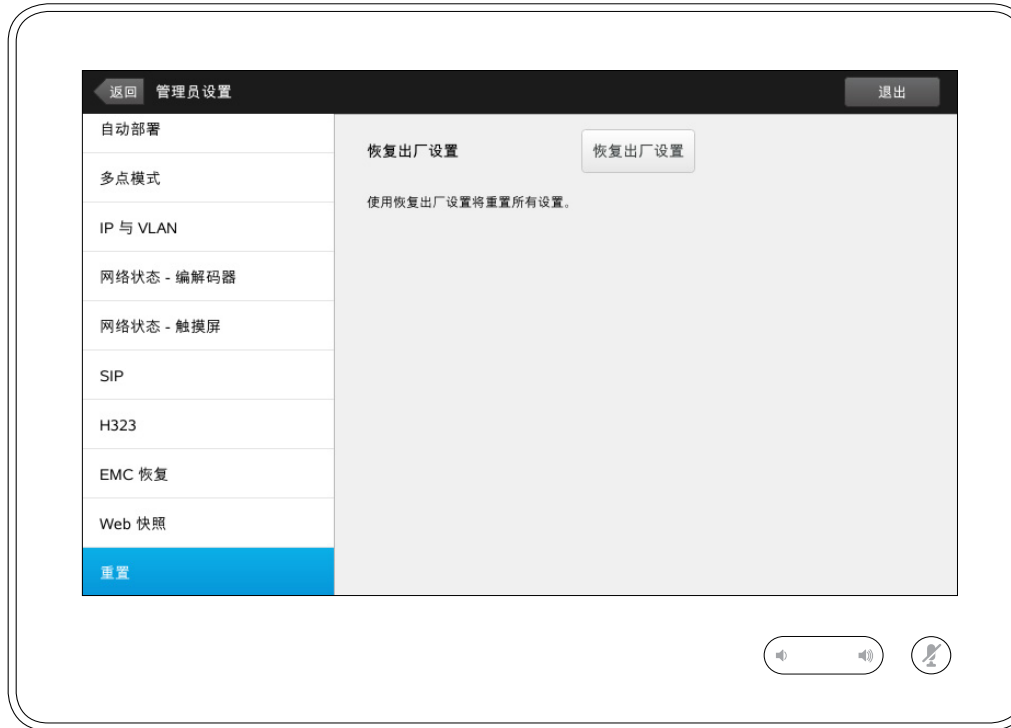 返回 管理员设置 退出
自动部署
多点模式
IP 与 VLAN
网络状态 - 编解码器
网络状态 - 触摸屏
SIP
H323
EMC 恢复
Web 快照
重置
恢复出厂设置 恢复出厂设置
使用恢复出厂设置将重置所有设置。